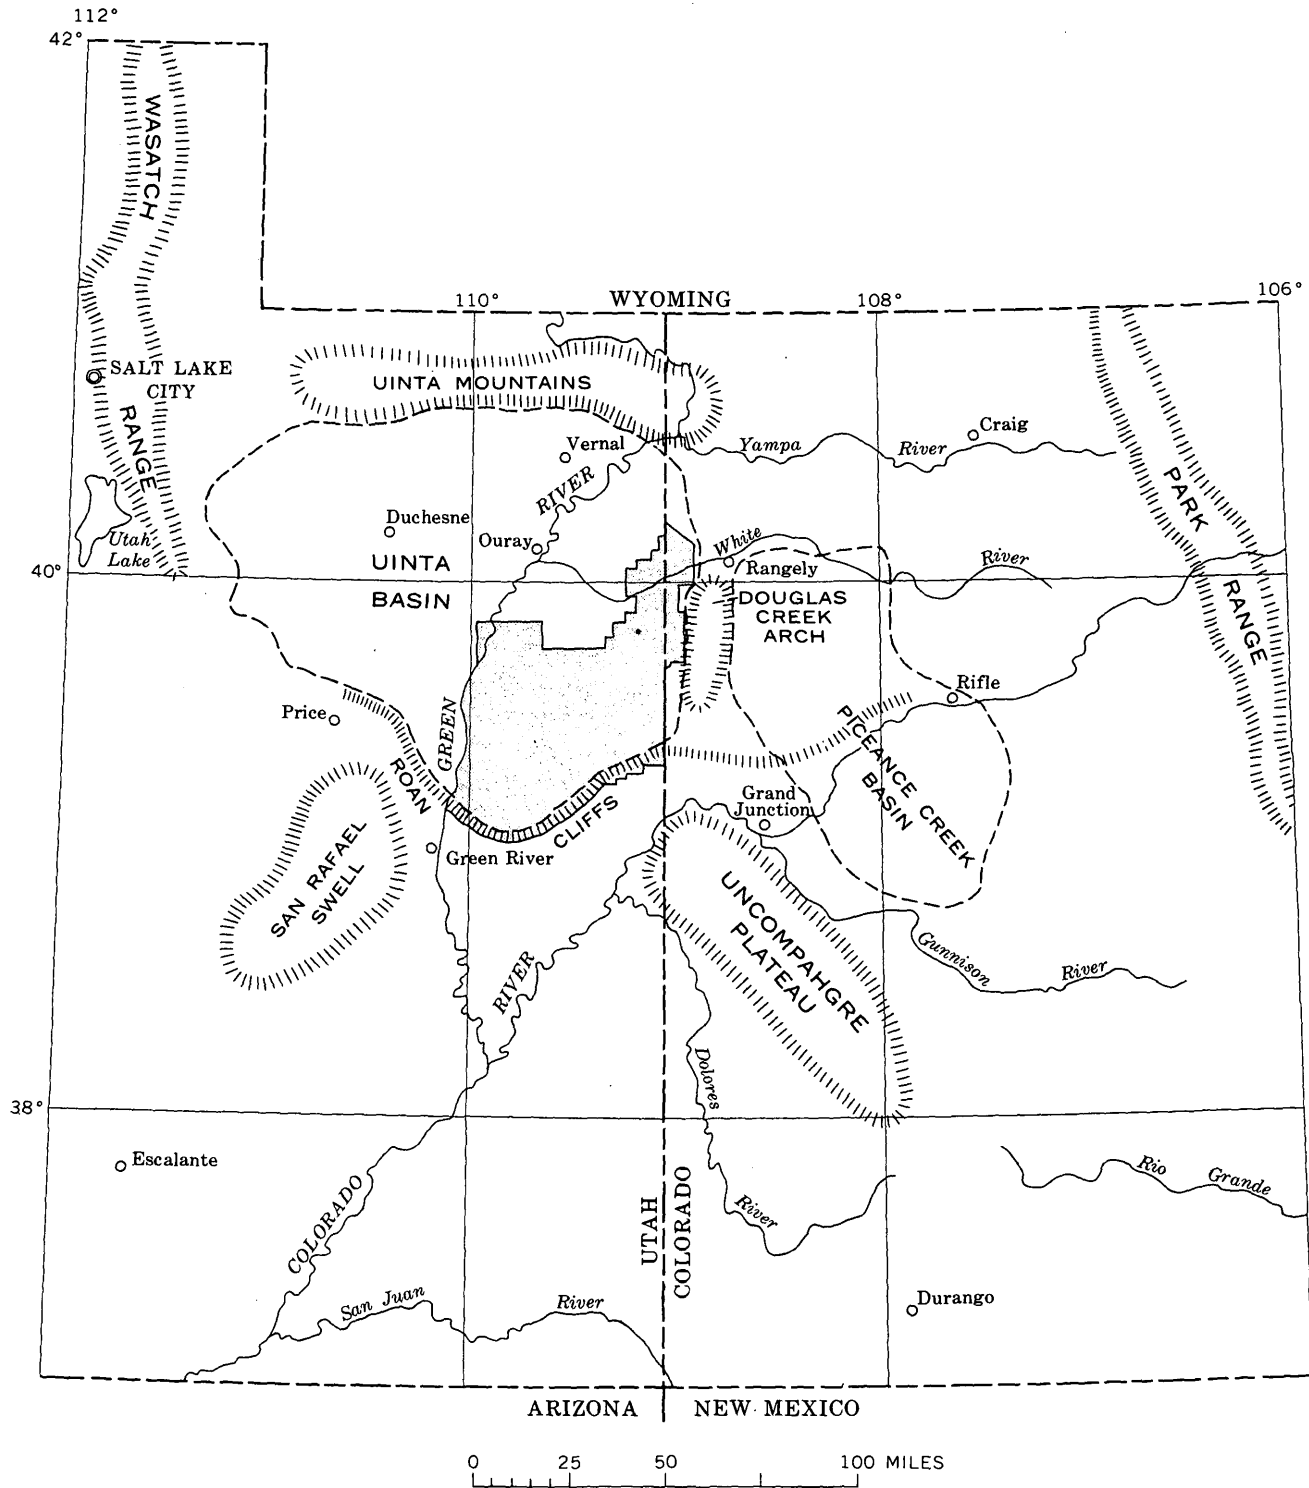 112°
42°
WASATCH
110°
WYOMING
108°
106°
SALT LAKE
CITY
UINTA MOUNTAINS
RANGE
Vernal
Yampa
River
Craig
PARK
RIVER
Duchesne
Ouray
White
River
Utah
Lake
UINTA
BASIN
Rangely
40°
DOUGLAS
CREEK
ARCH
RANGE
Rifle
Price
GREEN
PICEANCE CREEK
BASIN
ROAN
CLIFFS
Grand
Junction
Green River
SAN RAFAEL
SWELL
UNCOMPAHGRE
PLATEAU
RIVER
Gunnison
River
Dolores
River
38°
Escalante
Rio
Grande
COLORADO
UTAH
COLORADO
San Juan
River
Durango
ARIZONA
NEW MEXICO
0 25 50 100 MILES